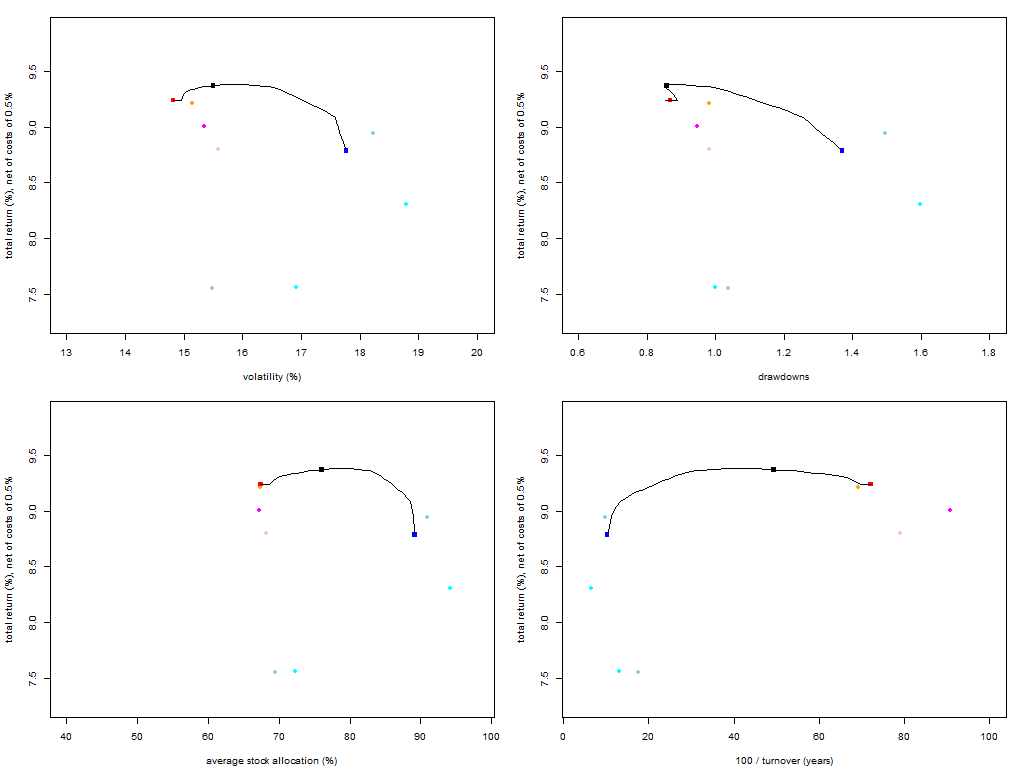 total return (%), net of costs of 0.5%
9.5
9.0
8.5
8.0
7.5
13 14 15 16 17 18 19 20
volatility (%)
total return (%), net of costs of 0.5%
9.5
9.0
8.5
8.0
7.5
0.6 0.8 1.0 1.2 1.4 1.6 1.8
drawdowns
total return (%), net of costs of 0.5%
9.5
9.0
8.5
8.0
7.5
40 50 60 70 80 90 100
average stock allocation (%)
total return (%), net of costs of 0.5%
9.5
9.0
8.5
8.0
7.5
0 20 40 60 80 100
100 / turnover (years)